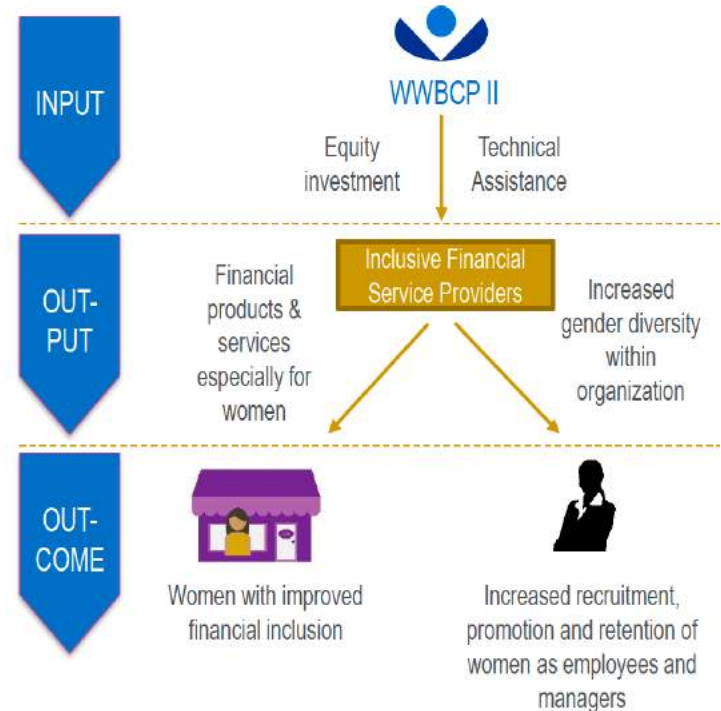 INPUT
WWBCP II
Equity
investment
Technical
Assistance
OUT-
PUT
Financial
products &
services
especially for
women
Inclusive Financial
Service Providers
Increased
gender diversity
within
organization
OUT-
COME
Women with improved
financial inclusion
Increased recruitment,
promotion and retention of
women as employees and
managers